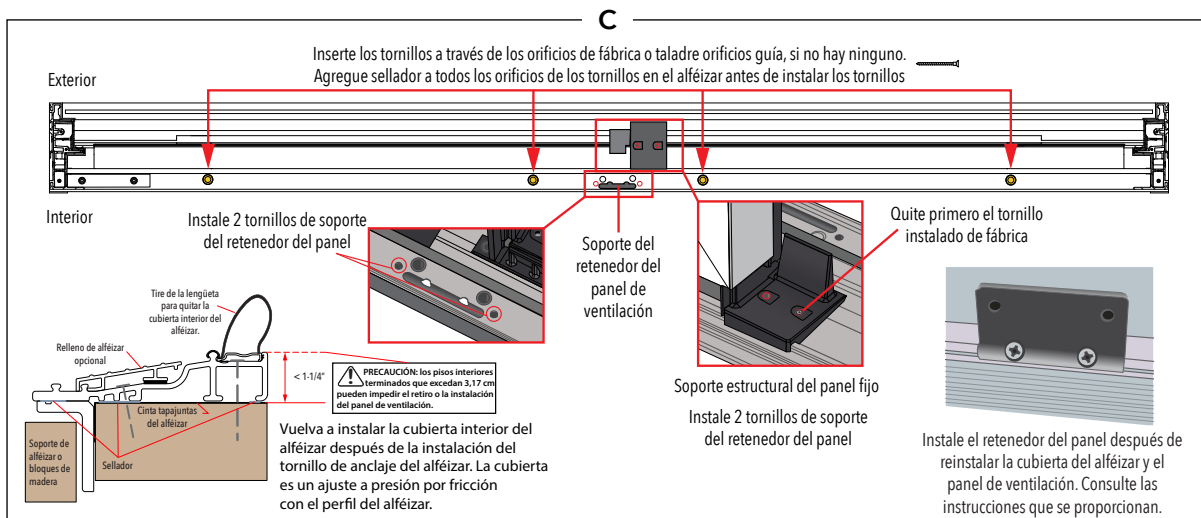 C
Inserte los tornillos a través de los orificios de fábrica o taladre orificios guía, si no hay ninguno.
Agregue sellador a todos los orificios de los tornillos en el alféizar antes de instalar los tornillos
Exterior
Interior
Instale 2 tornillos de soporte
del retenedor del panel
Soporte del
retenedor del
panel de
ventilación
Quite primero el tornillo
instalado de fábrica
Tire de la lengüeta
para quitar la
cubierta interior del
alféizar.
Relleno de alféizar
opcional
< 1-1/4"
PRECAUCIÓN: los pisos interiores
terminados que excedan 3,17 cm
pueden impedir el retiro o la instalación
del panel de ventilación.
Cinta tapajuntas
del alféizar
Soporte de
alféizar o
bloques de
madera
Sellador
Vuelva a instalar la cubierta interior del
alféizar después de la instalación del
tornillo de anclaje del alféizar. La cubierta
es un ajuste a presión por fricción
con el perfil del alféizar.
Soporte estructural del panel fijo
Instale 2 tornillos de soporte
del retenedor del panel
Instale el retenedor del panel después de
reinstalar la cubierta del alféizar y el
panel de ventilación. Consulte las
instrucciones que se proporcionan.